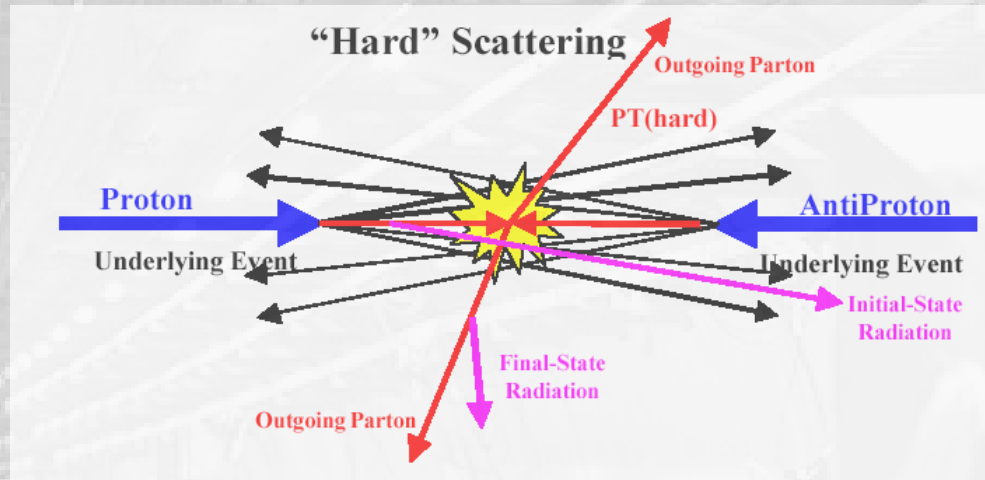 “Hard” Scattering
Outgoing Parton
PT(hard)
Proton
AntiProton
Underlying Event
Underlying Event
Initial-State
Radiation
Final-State
Radiation
Outgoing Parton